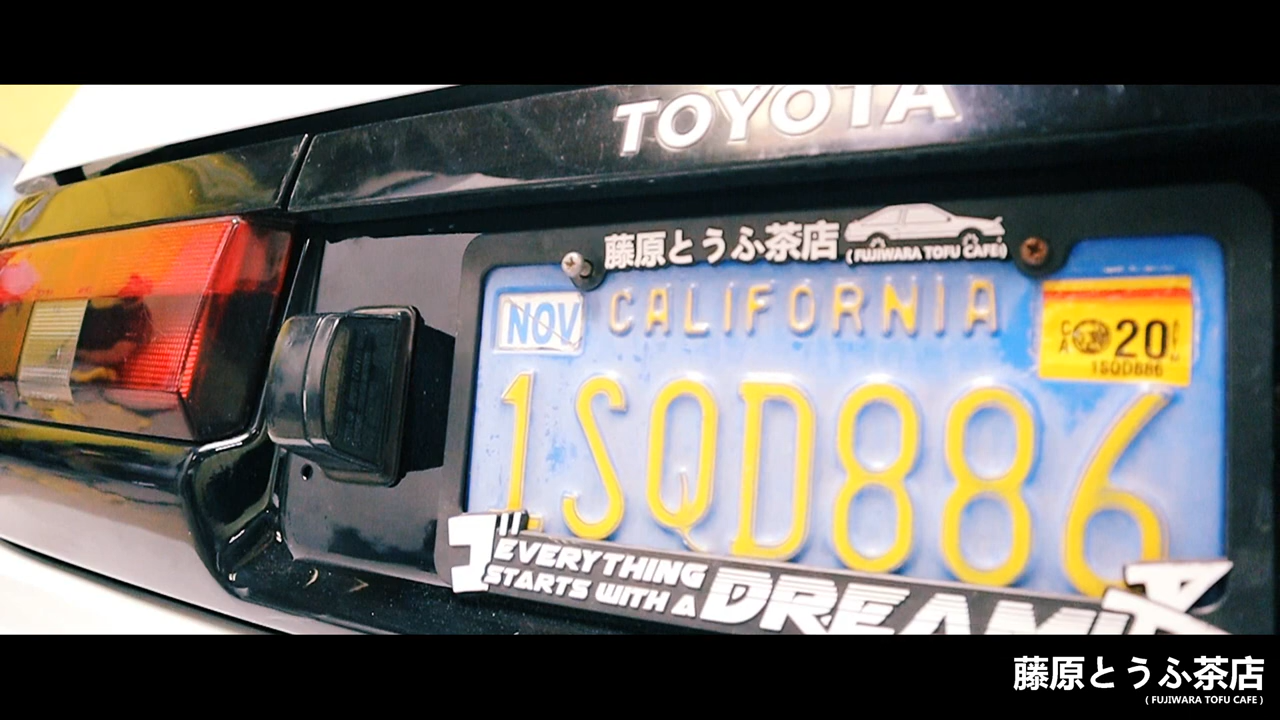 TOYOTA
藤原とうふ茶店
( FUJIWARA TOFU CAFE)
NOV
CALIFORNIA
CA 20
1SQD886
1SQD886
"EVERYTHING
STARTS WITH A DREAM!
藤原とうふ茶店
( FUJIWARA TOFU CAFE )